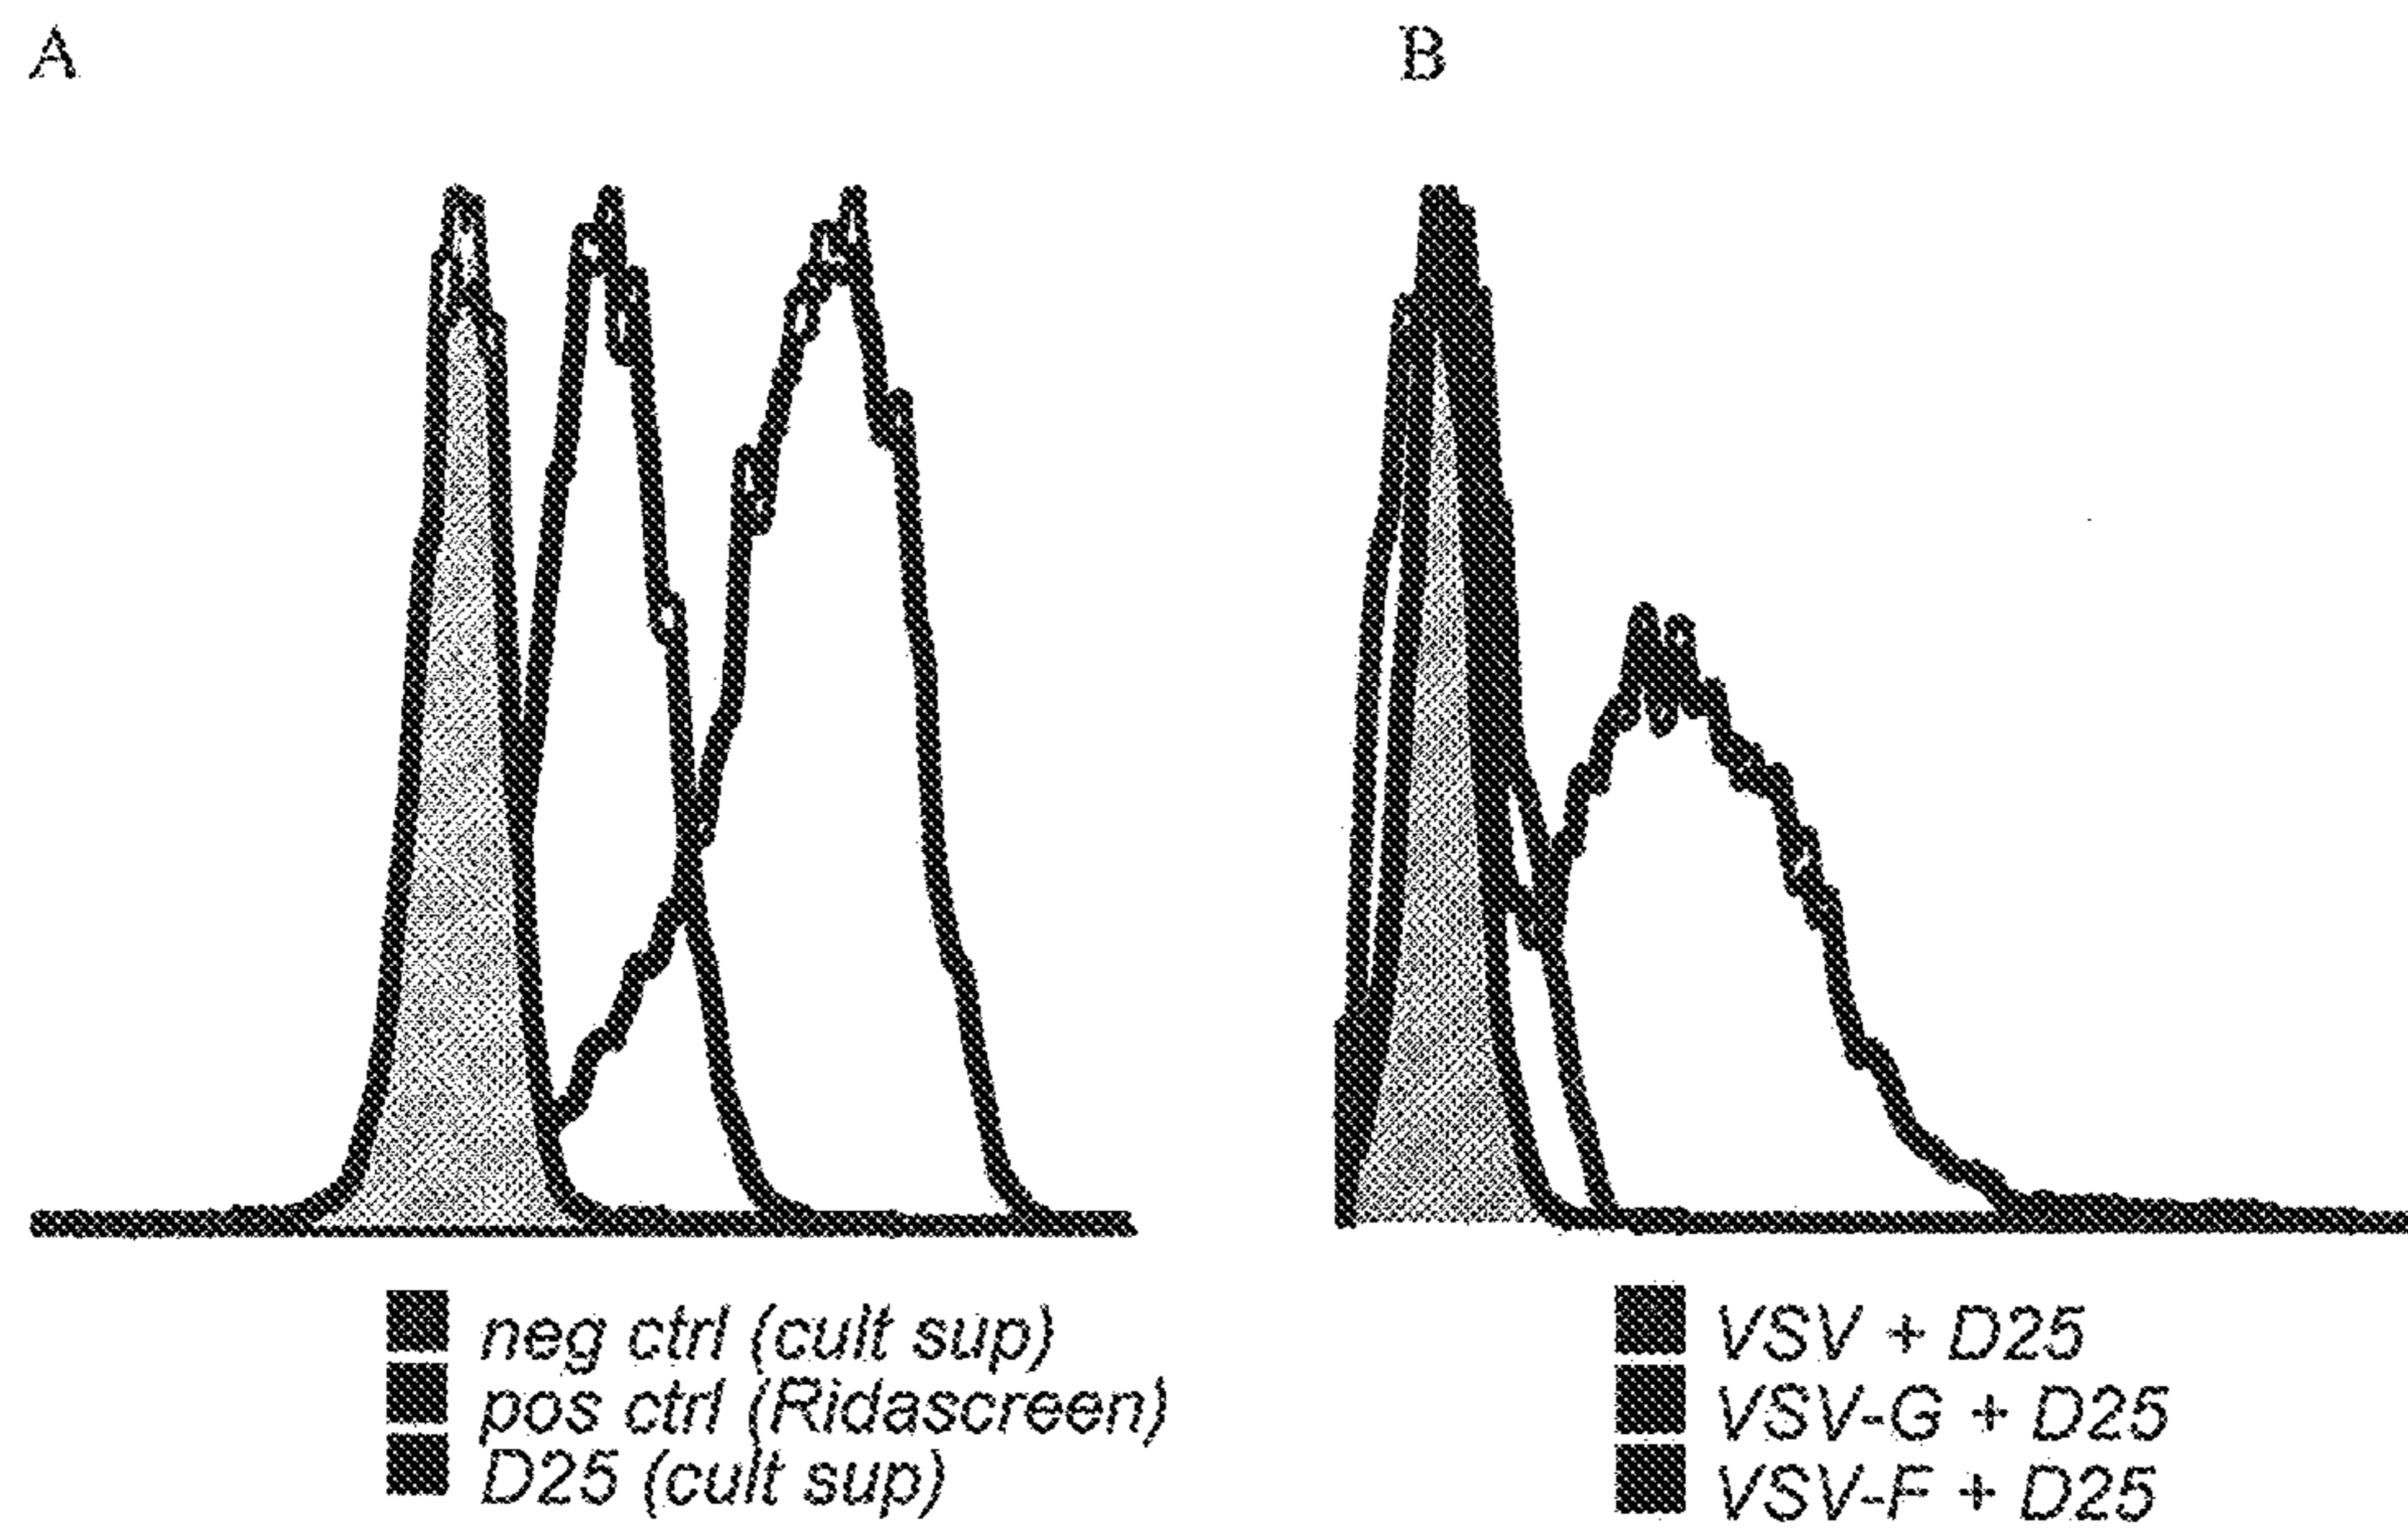 A
B
neg ctrl (cult sup)
pos ctrl (Ridascreen)
D25 (cult sup)
VSV + D25
VSV-G + D25
VSV-F + D25